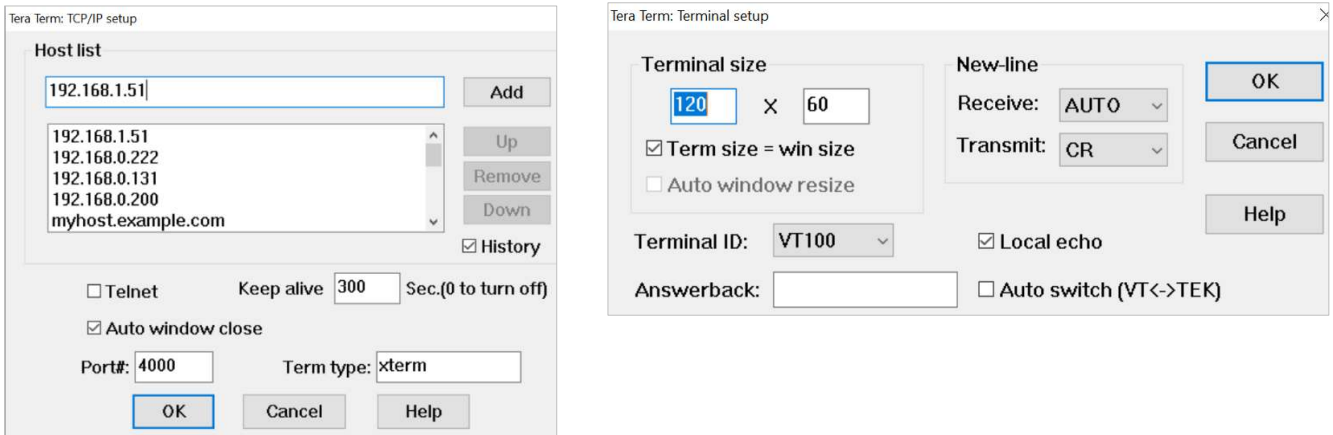 Tera Term: TCP/IP setup
Host list
192.168.1.51
Add
192.168.1.51
192.168.0.222
192.168.0.131
192.168.0.200
myhost.example.com
Up
Remove
Down
History
Telnet
Keep alive 300 Sec.(0 to turn off)
Auto window close
Port#: 4000
Term type: xterm
OK Cancel Help
Tera Term: Terminal setup
Terminal size
120 X 60
Term size = win size
Auto window resize
New-line
Receive: AUTO
Transmit: CR
OK
Cancel
Help
Terminal ID: VT100
Local echo
Answerback:
Auto switch (VT<->TEK)